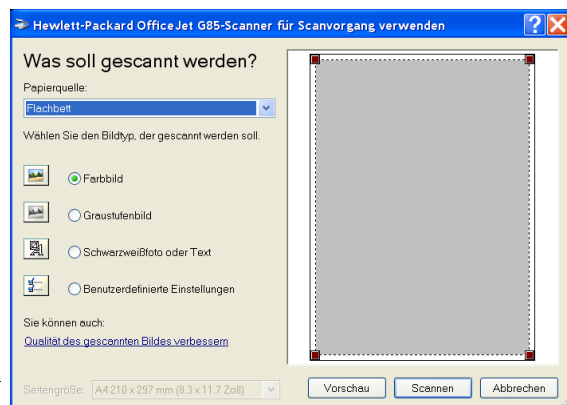 Hewlett-Packard OfficeJet G85-Scanner für Scanvorgang verwenden
Was soll gescannt werden?
Papierquelle:
Flachbett
Wählen Sie den Bildtyp, der gescannt werden soll.
Farbbild
Graustufenbild
Schwarzweißfoto oder Text
Benutzerdefinierte Einstellungen
Sie können auch:
Qualität des gescannten Bildes verbessern
Seitengröße: A4 210 x 297 mm (8.3 x 11.7 Zoll)
Vorschau Scannen Abbrechen